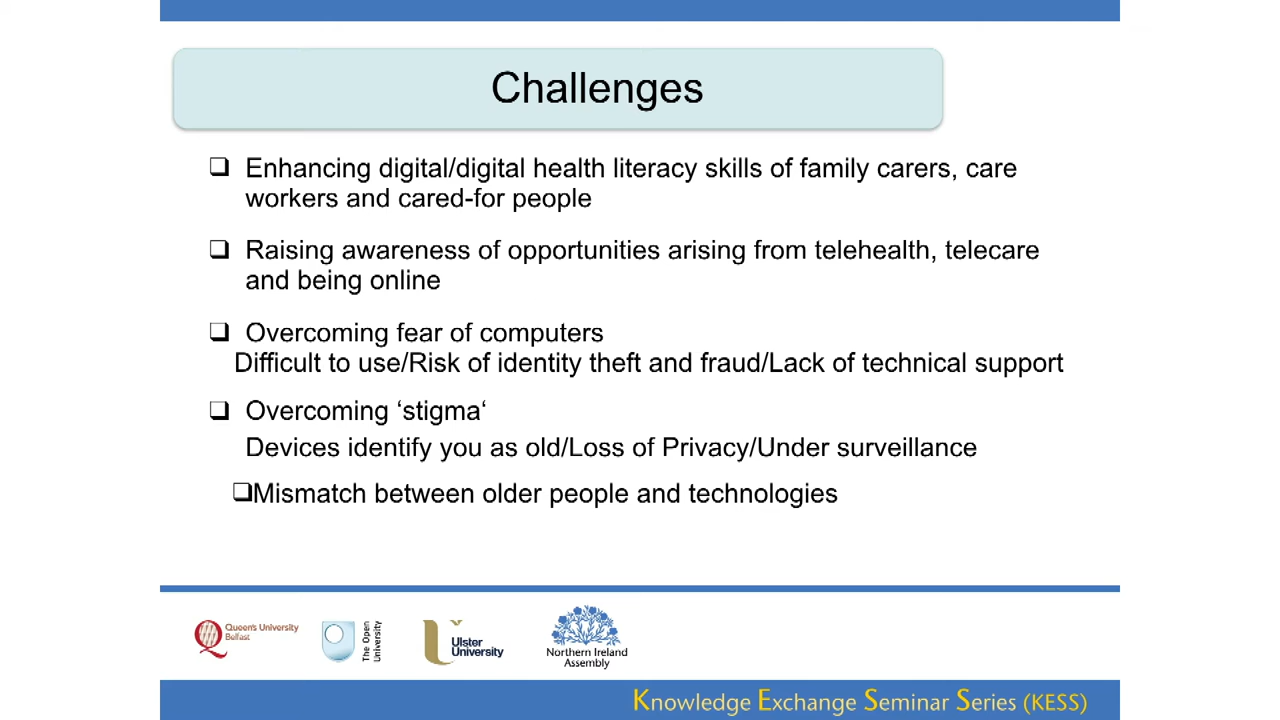 Challenges
❑ Enhancing digital/digital health literacy skills of family carers, care
workers and cared-for people
❑ Raising awareness of opportunities arising from telehealth, telecare
and being online
❑ Overcoming fear of computers
Difficult to use/Risk of identity theft and fraud/Lack of technical support
❑ Overcoming ‘stigma‘
Devices identify you as old/Loss of Privacy/Under surveillance
❑Mismatch between older people and technologies
Queen's University
Belfast
The Open
University
Ulster
University
Northern Ireland
Assembly
Knowledge Exchange Seminar Series (KESS)